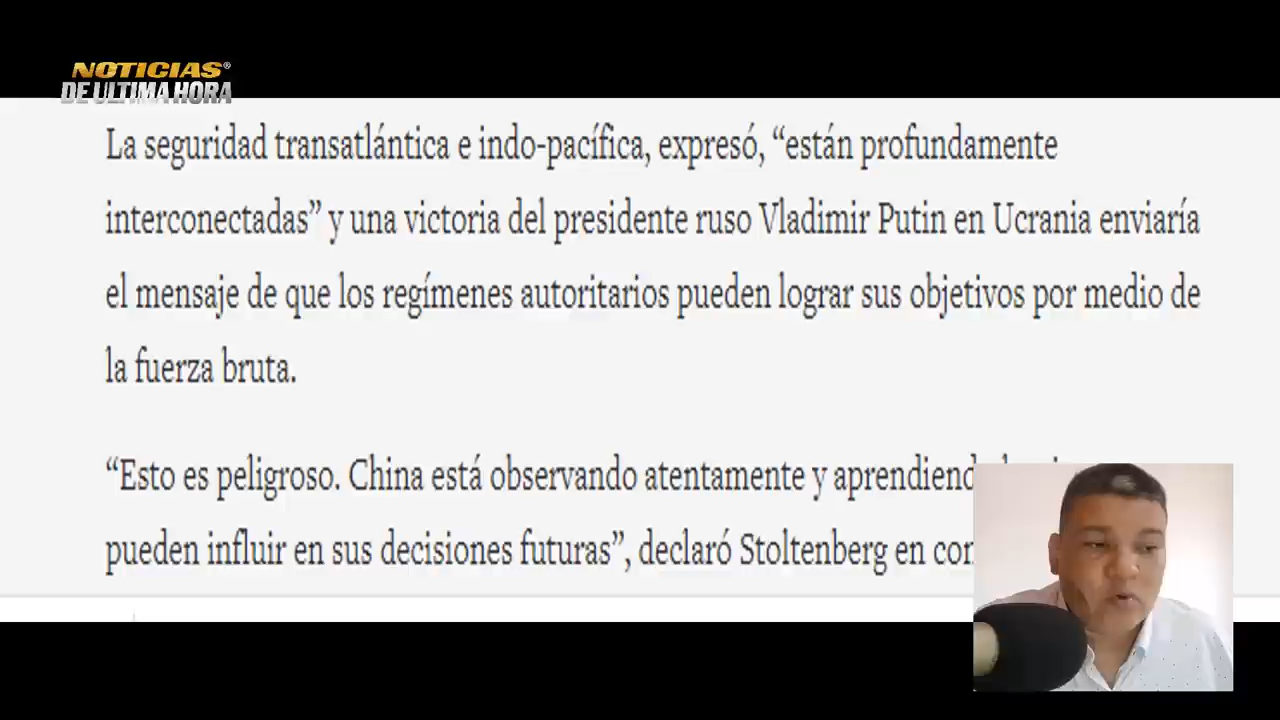 NOTICIAS®
DE ULTIMA HORA
La seguridad transatlántica e indo-pacífica, expresó, “están profundamente
interconectadas” y una victoria del presidente ruso Vladimir Putin en Ucrania enviaría
el mensaje de que los regímenes autoritarios pueden lograr sus objetivos por medio de
la fuerza bruta.
“Esto es peligroso. China está observando atentamente y
pueden influir en sus decisiones futuras”, declaró Stoltenberg en